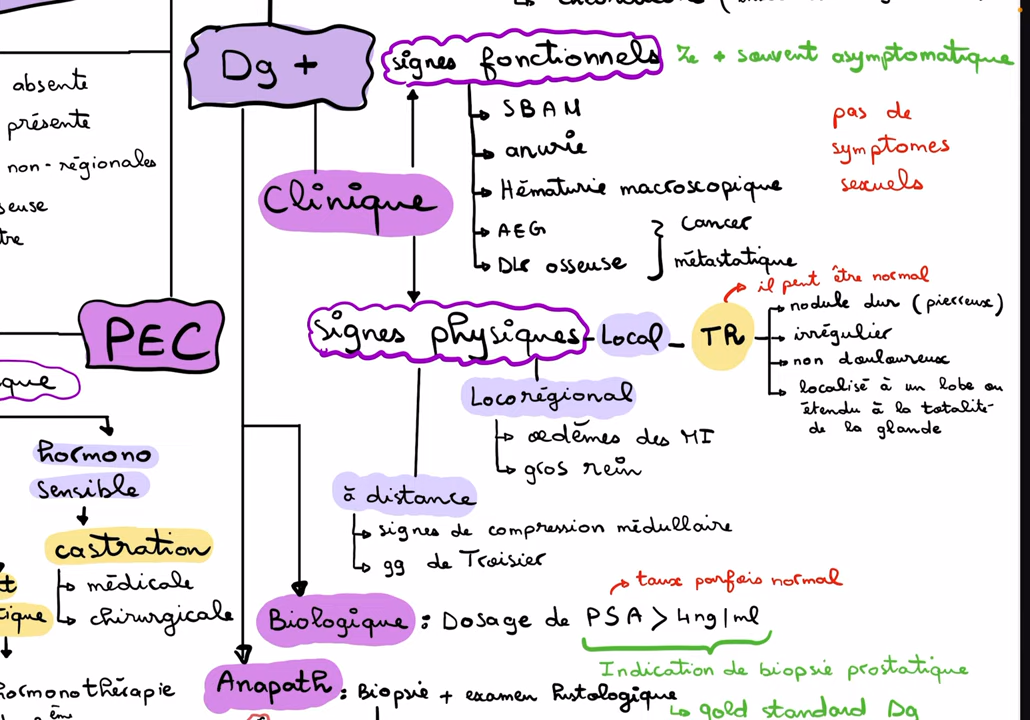 Dg +
signes fonctionnels
le + souvent asymptomatique
SBAM
anurie
Hématurie macroscopique
AEG
DLr osseuse
Cancer
métastatique
pas de
symptomes
sexuels
Clinique
absente
présente
non-régionales
PEC
signes physiques
Local
TR
il peut être normal
nodule dur (pierreux)
irrégulier
non douloureux
localisé à un lobe ou
étendu à la totalité
de la glande
Locorégional
œdèmes des MI
gros rein
à distance
signes de compression médullaire
gg de Troisier
hormono
sensible
castration
médicale
chirurgicale
Biologique : Dosage de PSA > 4ng/ml
taux parfois normal
Indication de biopsie prostatique
Anapath : Biopsie + examen histologique
gold standard Dg
hormonothérapie